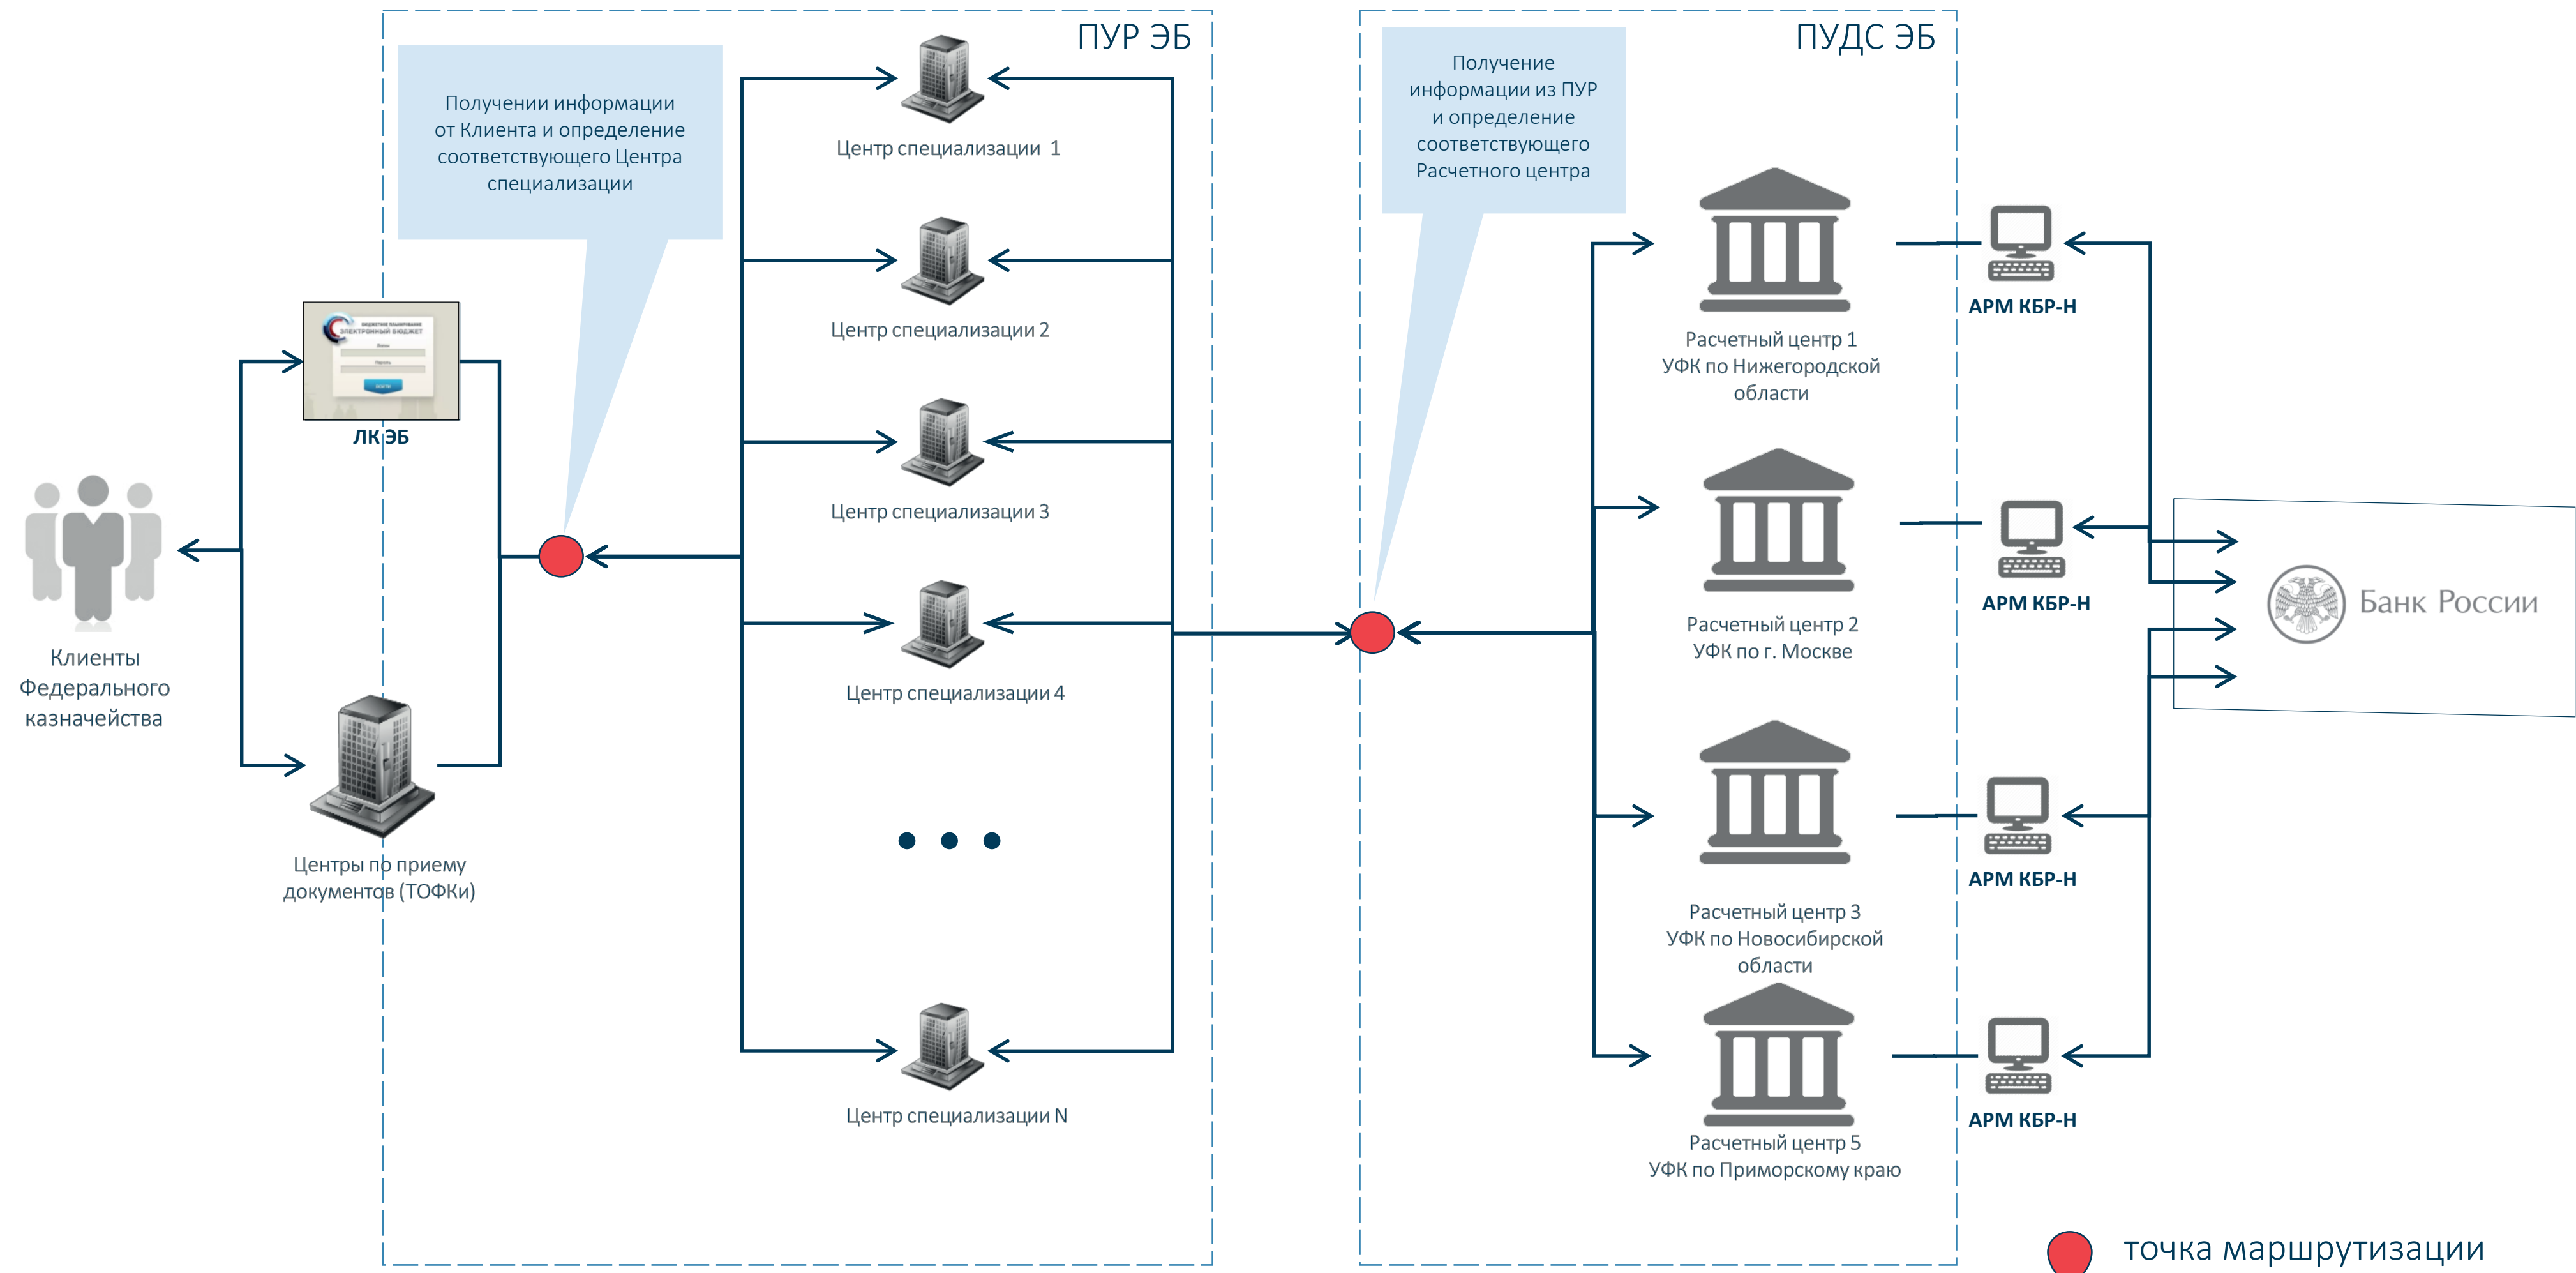 ПУР ЭБ
ПУДС ЭБ
Получении информации
от Клиента и определение
соответствующего Центра
специализации
Получение
информации из ПУР
и определение
соответствующего
Расчетного центра
Центр специализации 1
Центр специализации 2
Центр специализации 3
Центр специализации 4
Центр специализации N
ЭЛЕКТРОННЫЙ БЮДЖЕТ
ЛК ЭБ
Клиенты
Федерального
казначейства
Центры по приему
документов (ТОФКи)
Расчетный центр 1
УФК по Нижегородской
области
АРМ КБР-Н
Расчетный центр 2
УФК по г. Москве
АРМ КБР-Н
Расчетный центр 3
УФК по Новосибирской
области
АРМ КБР-Н
Расчетный центр 5
УФК по Приморскому краю
АРМ КБР-Н
Банк России
точка маршрутизации